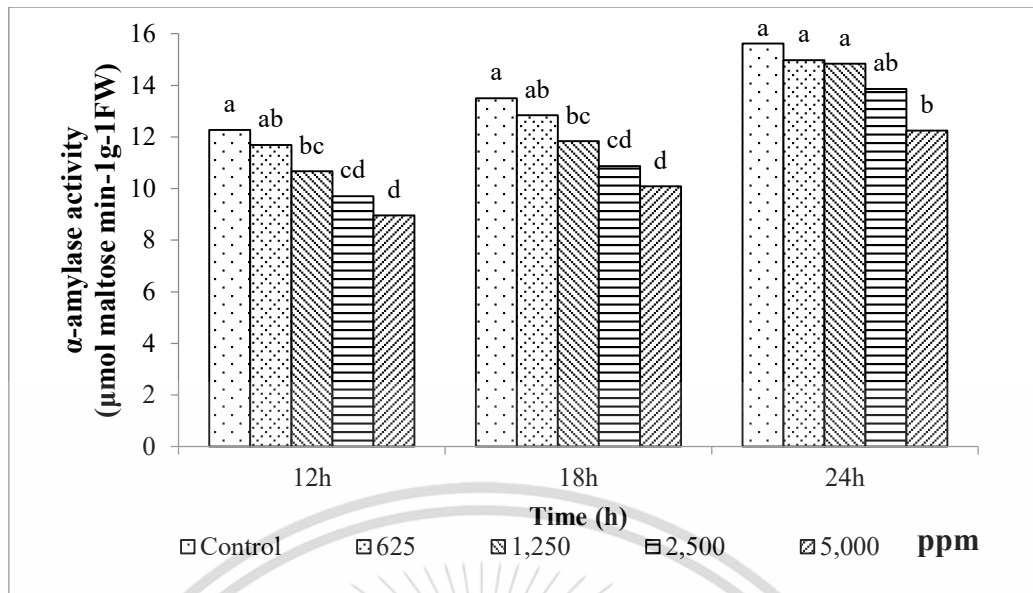 α-amylase activity
(μmol maltose min-1g-1FW)
16
14
12
10
8
6
4
2
0
a ab bc cd d
a ab bc cd d
a a a ab b
12h 18h 24h
Time (h)
Control 625 1,250 2,500 5,000 ppm